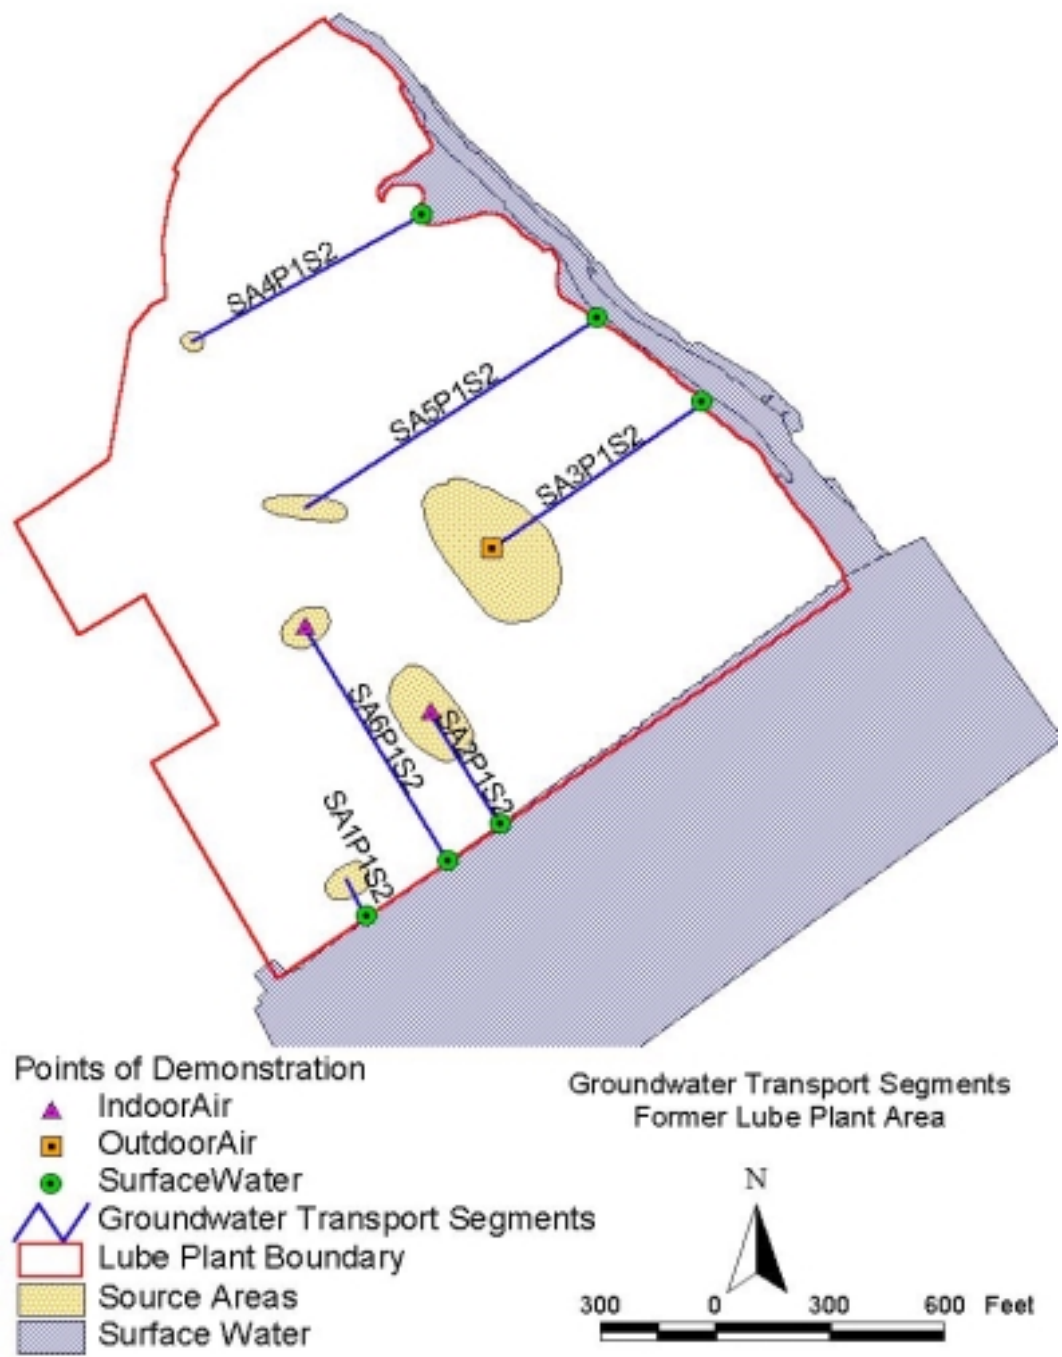 SA4P1S2
SA5P1S2
SA3P1S2
SA6P1S2
SA2P1S2
SA1P1S2
Points of Demonstration
IndoorAir
OutdoorAir
SurfaceWater
Groundwater Transport Segments
Lube Plant Boundary
Source Areas
Surface Water
Groundwater Transport Segments
Former Lube Plant Area
N
300 0 300 600 Feet